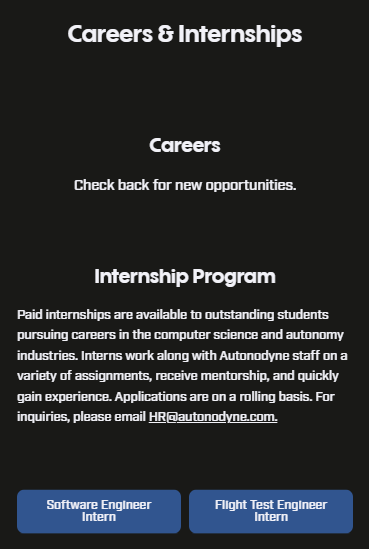 Careers & Internships
Careers
Check back for new opportunities.
Internship Program
Paid internships are available to outstanding students
pursuing careers in the computer science and autonomy
industries. Interns work along with Autonodyne staff on a
variety of assignments, receive mentorship, and quickly
gain experience. Applications are on a rolling basis. For
inquiries, please email HR@autonodyne.com.
Software Engineer
Intern
Flight Test Engineer
Intern